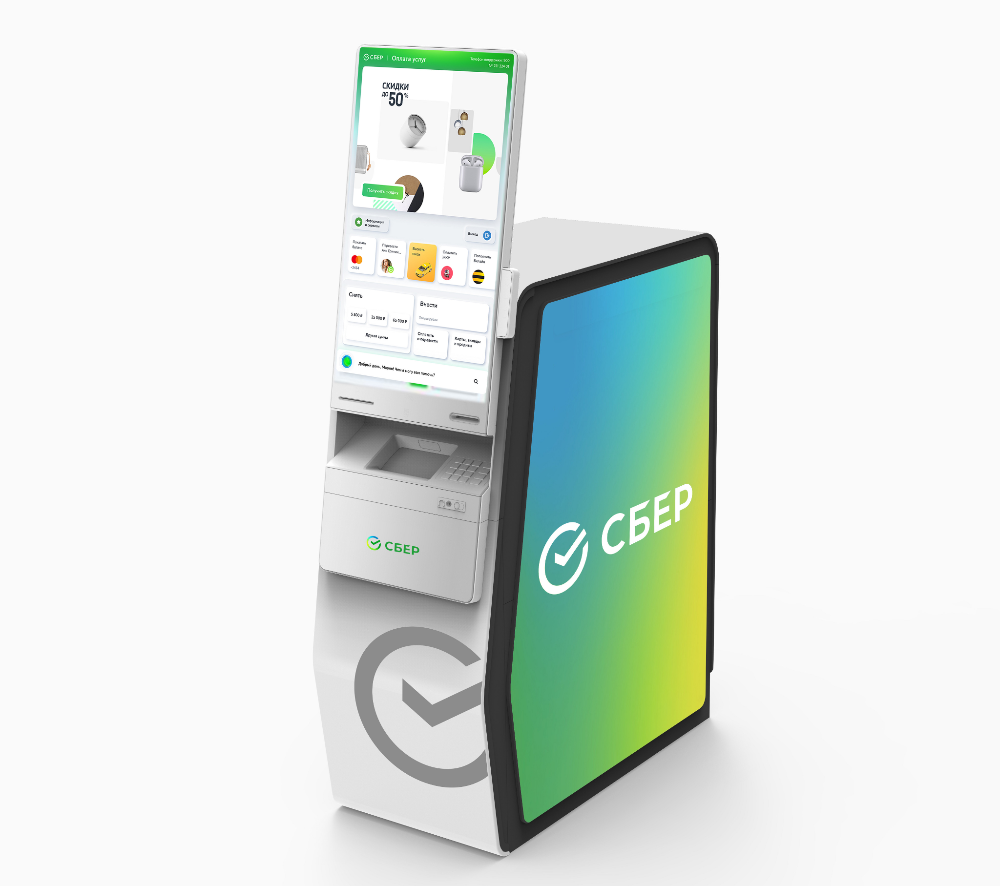 СБЕР
Оплата услуг
Телефон поддержки: 900
№ 751 224 01
СКИДКИ
ДО 50 %
Получить скидку
Информация
и сервисы
Выход
Показать
баланс
•3454
Перевести
Аня Гринин...
Вызвать
такси
Оплатить
ЖКУ
Пополнить
Билайн
Снять
5 500 ₽
25 000 ₽
65 000 ₽
Другая сумма
Внести
Только рубли
Оплатить
и перевести
Карты, вклады
и кредиты
Добрый день, Мария! Чем я могу вам помочь?
СБЕР
СБЕР